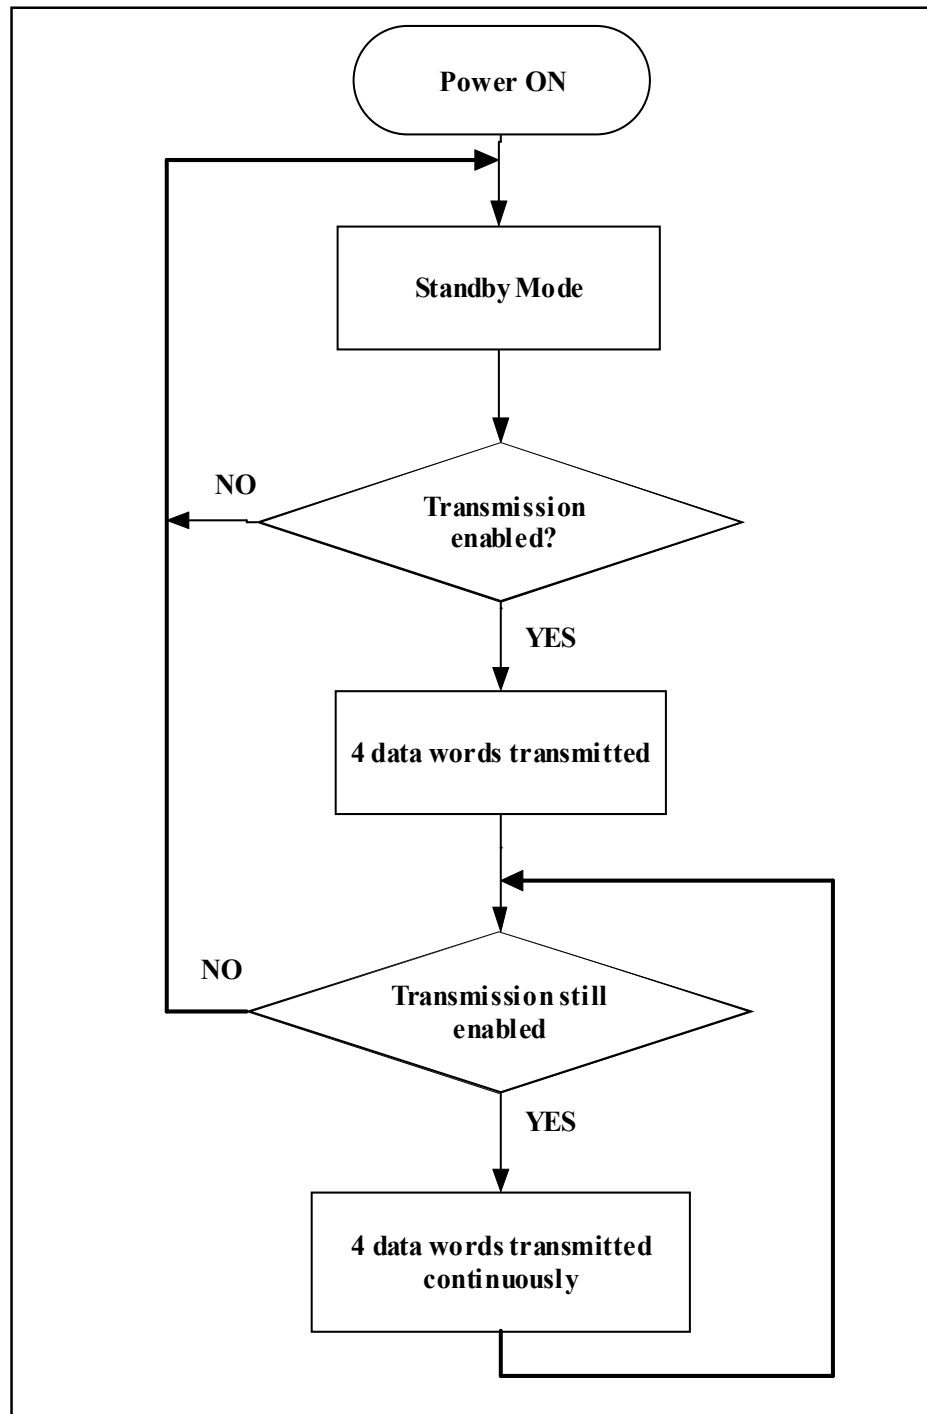 Power ON
Standby Mode
NO
Transmission
enabled?
YES
4 data words transmitted
NO
Transmission still
enabled
YES
4 data words transmitted
continuously